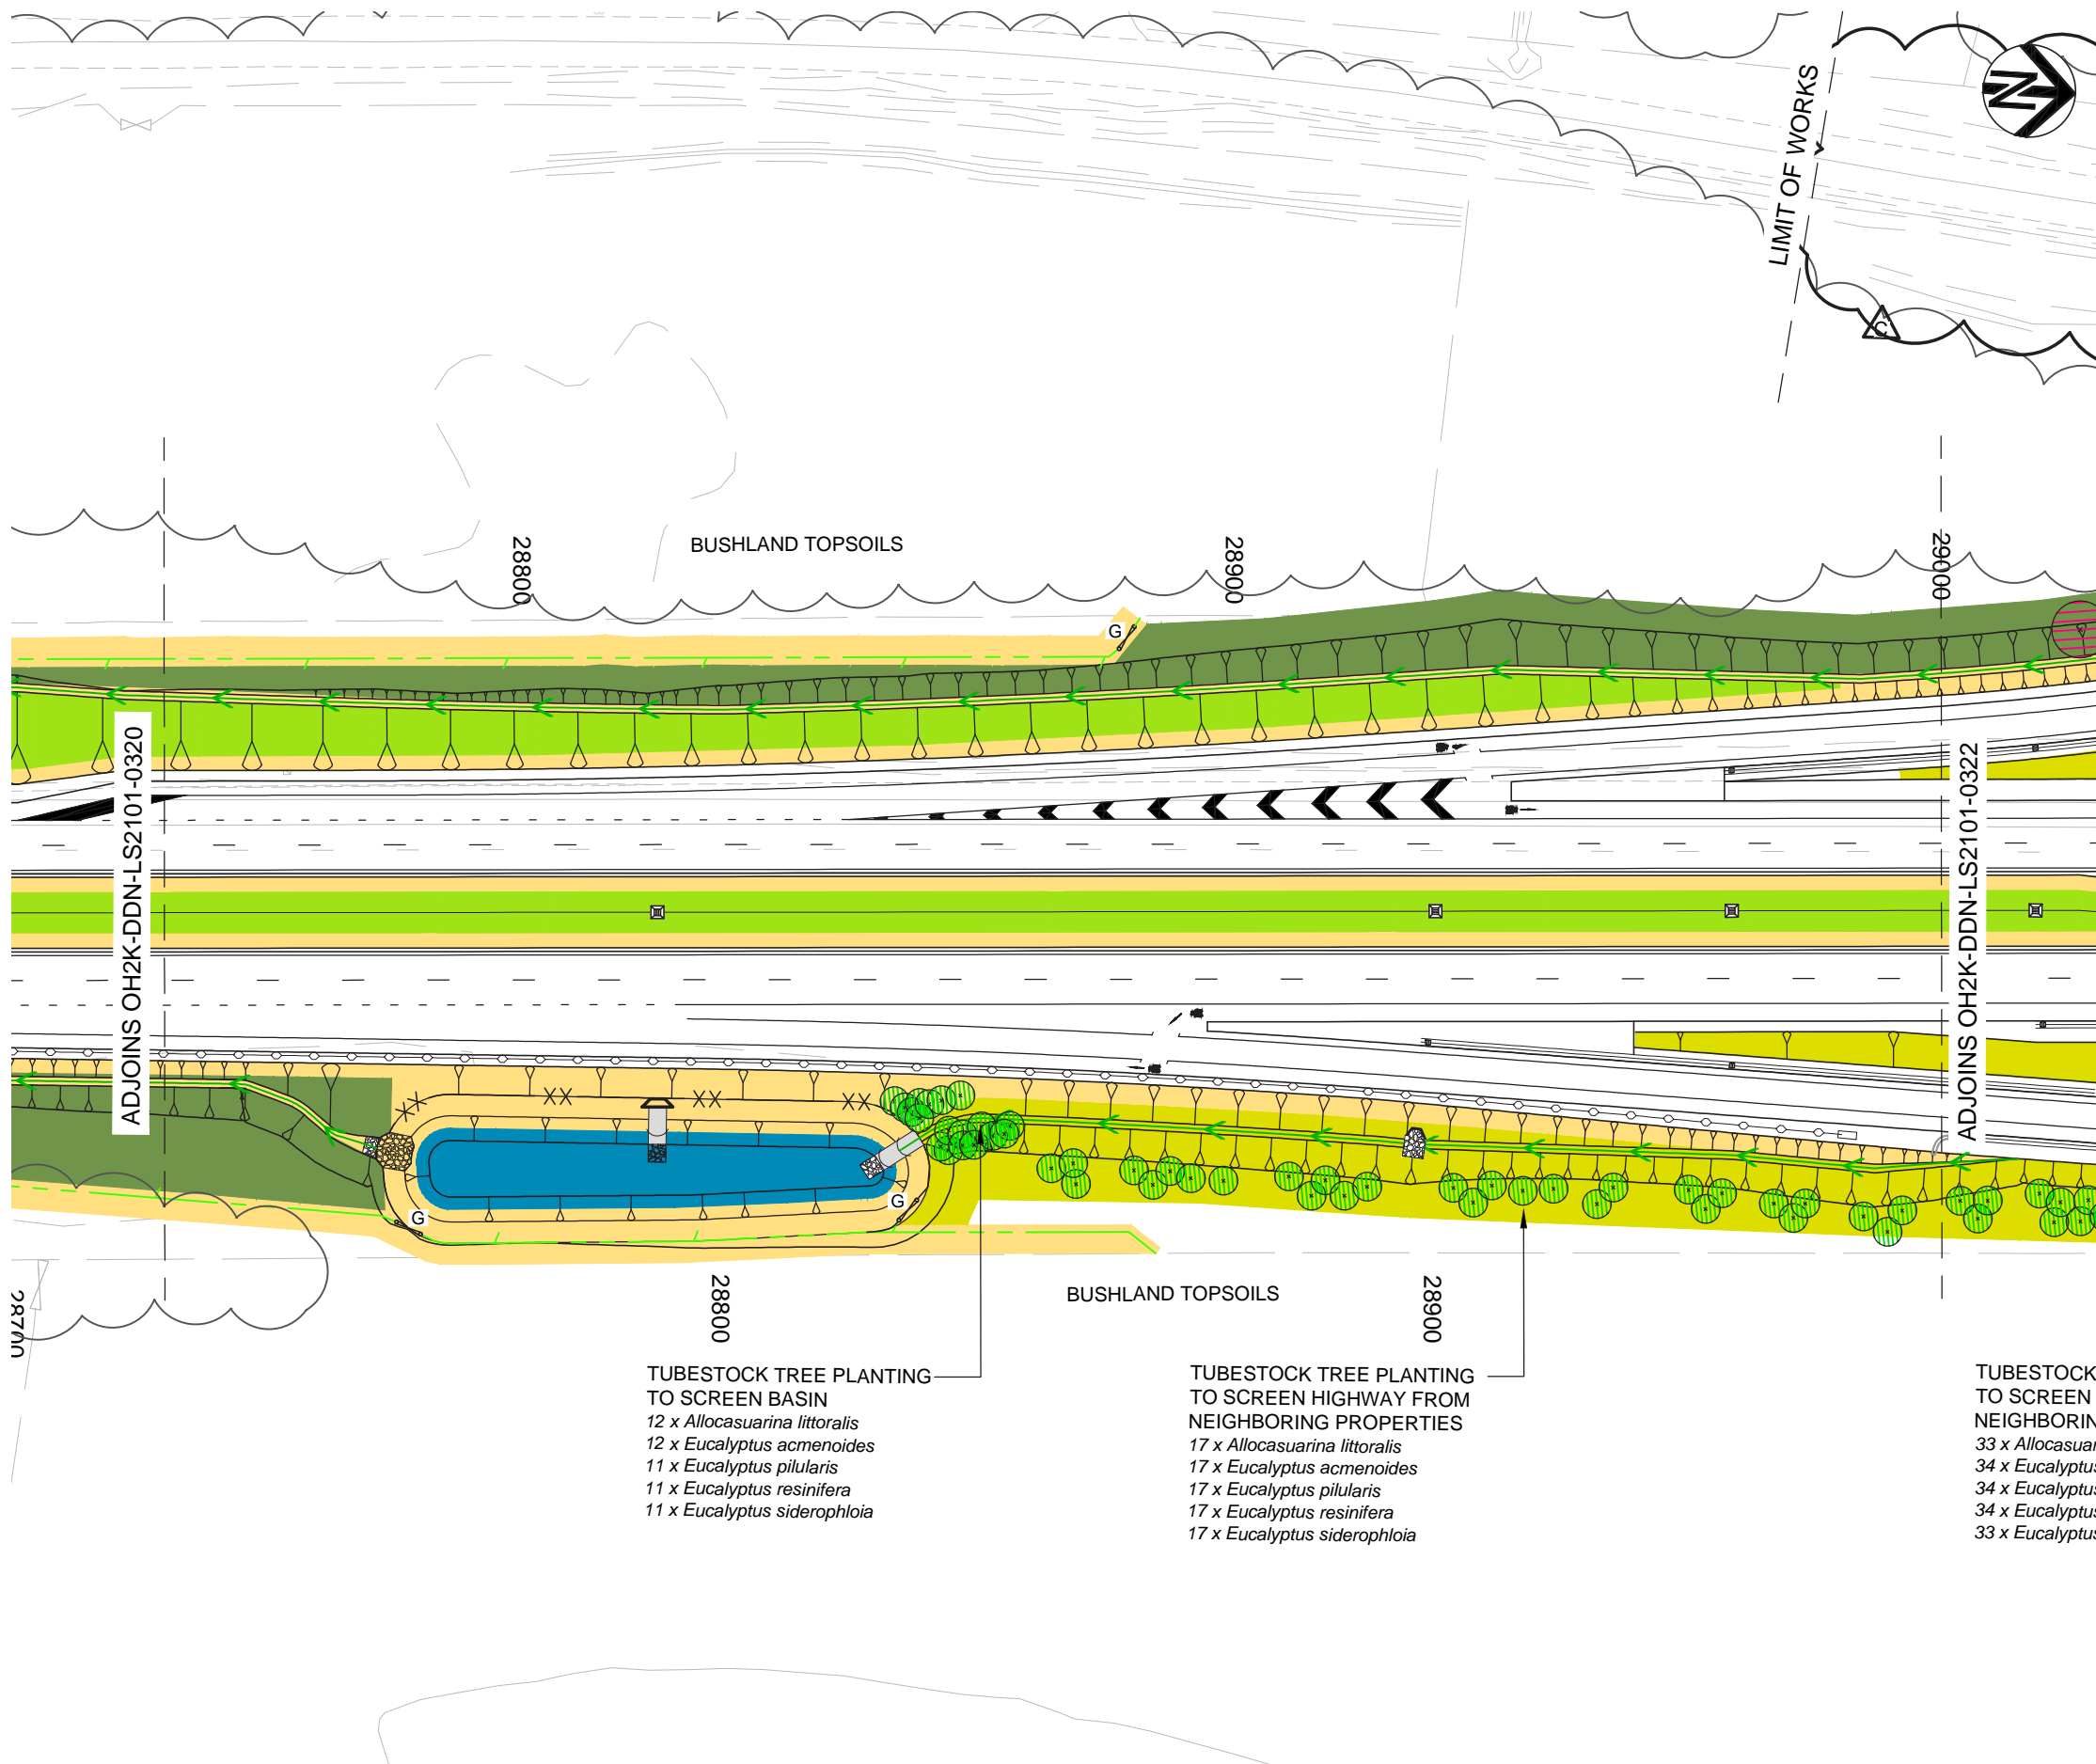 LIMIT OF WORKS
N
C
28800
BUSHLAND TOPSOILS
28900
29000
G
ADJOINS OH2K-DDN-LS2101-0320
ADJOINS OH2K-DDN-LS2101-0322
G
G
28700
28800
BUSHLAND TOPSOILS
28900
TUBESTOCK TREE PLANTING
TO SCREEN BASIN
12 x Allocasuarina littoralis
12 x Eucalyptus acmenoides
11 x Eucalyptus pilularis
11 x Eucalyptus resinifera
11 x Eucalyptus siderophloia
TUBESTOCK TREE PLANTING
TO SCREEN HIGHWAY FROM
NEIGHBORING PROPERTIES
17 x Allocasuarina littoralis
17 x Eucalyptus acmenoides
17 x Eucalyptus pilularis
17 x Eucalyptus resinifera
17 x Eucalyptus siderophloia
TUBESTOCK
TO SCREEN
NEIGHBORIN
33 x Allocasuar
34 x Eucalyptus
34 x Eucalyptus
34 x Eucalyptus
33 x Eucalyptus